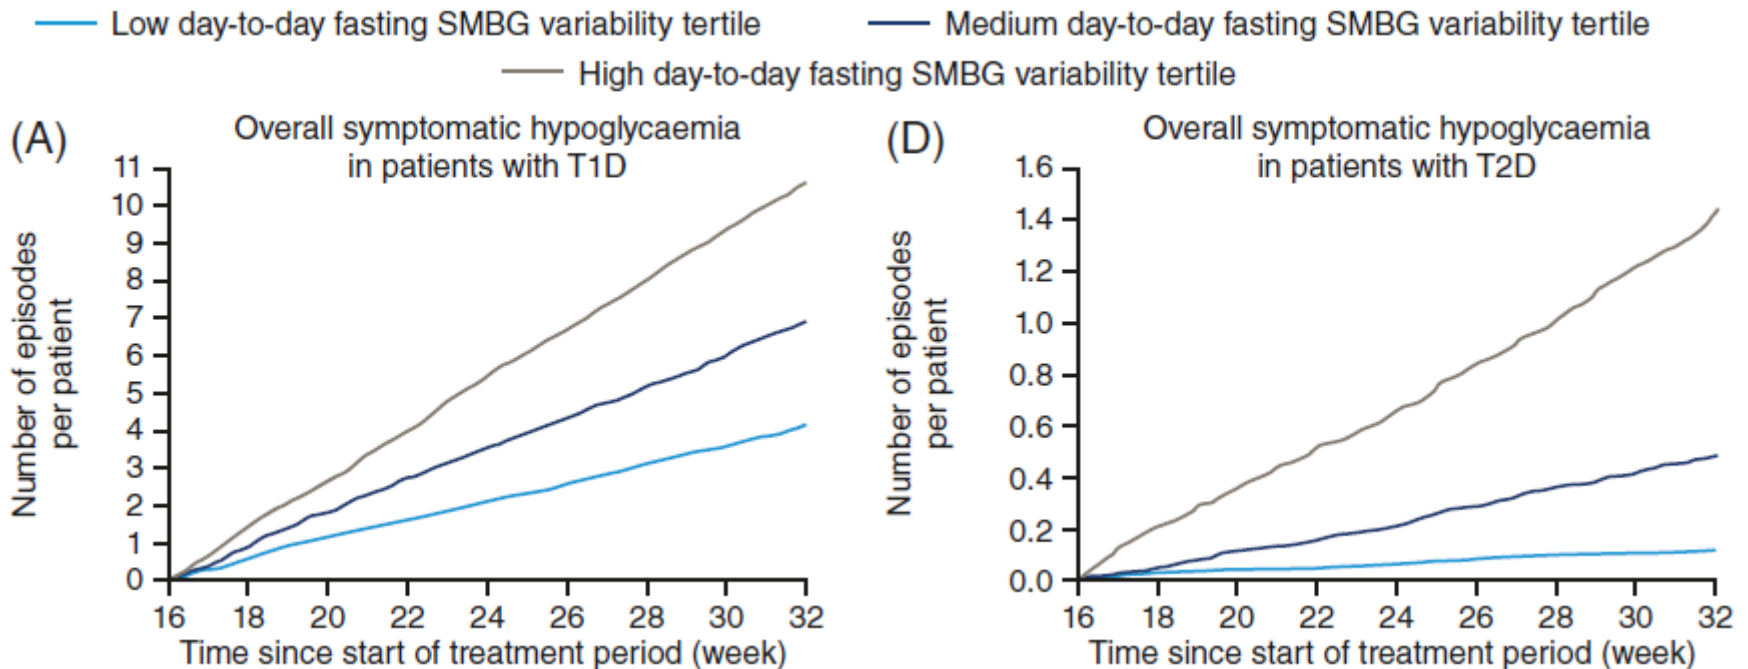 Low day-to-day fasting SMBG variability tertile
Medium day-to-day fasting SMBG variability tertile
High day-to-day fasting SMBG variability tertile
(A)
Overall symptomatic hypoglycaemia
in patients with T1D
Number of episodes
per patient
11
10
9
8
7
6
5
4
3
2
1
0
16 18 20 22 24 26 28 30 32
Time since start of treatment period (week)
(D)
Overall symptomatic hypoglycaemia
in patients with T2D
Number of episodes
per patient
1.6
1.4
1.2
1.0
0.8
0.6
0.4
0.2
0.0
16 18 20 22 24 26 28 30 32
Time since start of treatment period (week)